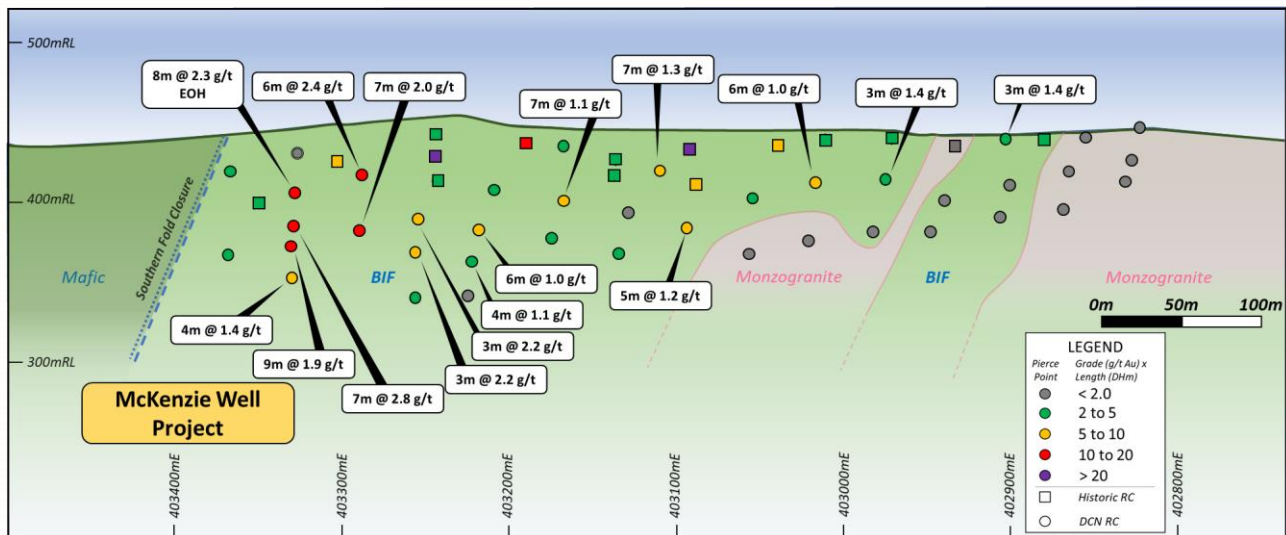 500mRL
400mRL
300mRL
8m @ 2.3 g/t
EOH
6m @ 2.4 g/t
7m @ 2.0 g/t
7m @ 1.1 g/t
7m @ 1.3 g/t
6m @ 1.0 g/t
3m @ 1.4 g/t
3m @ 1.4 g/t
Southern Fold Closure
Mafic
BIF
Monzogranite
BIF
Monzogranite
4m @ 1.4 g/t
9m @ 1.9 g/t
7m @ 2.8 g/t
3m @ 2.2 g/t
3m @ 2.2 g/t
4m @ 1.1 g/t
6m @ 1.0 g/t
5m @ 1.2 g/t
0m 50m 100m
McKenzie Well
Project
LEGEND
Pierce
Point
Grade (g/t Au) x
Length (DHm)
< 2.0
2 to 5
5 to 10
10 to 20
> 20
Historic RC
DCN RC
403400mE
403300mE
403200mE
403100mE
403000mE
402900mE
402800mE